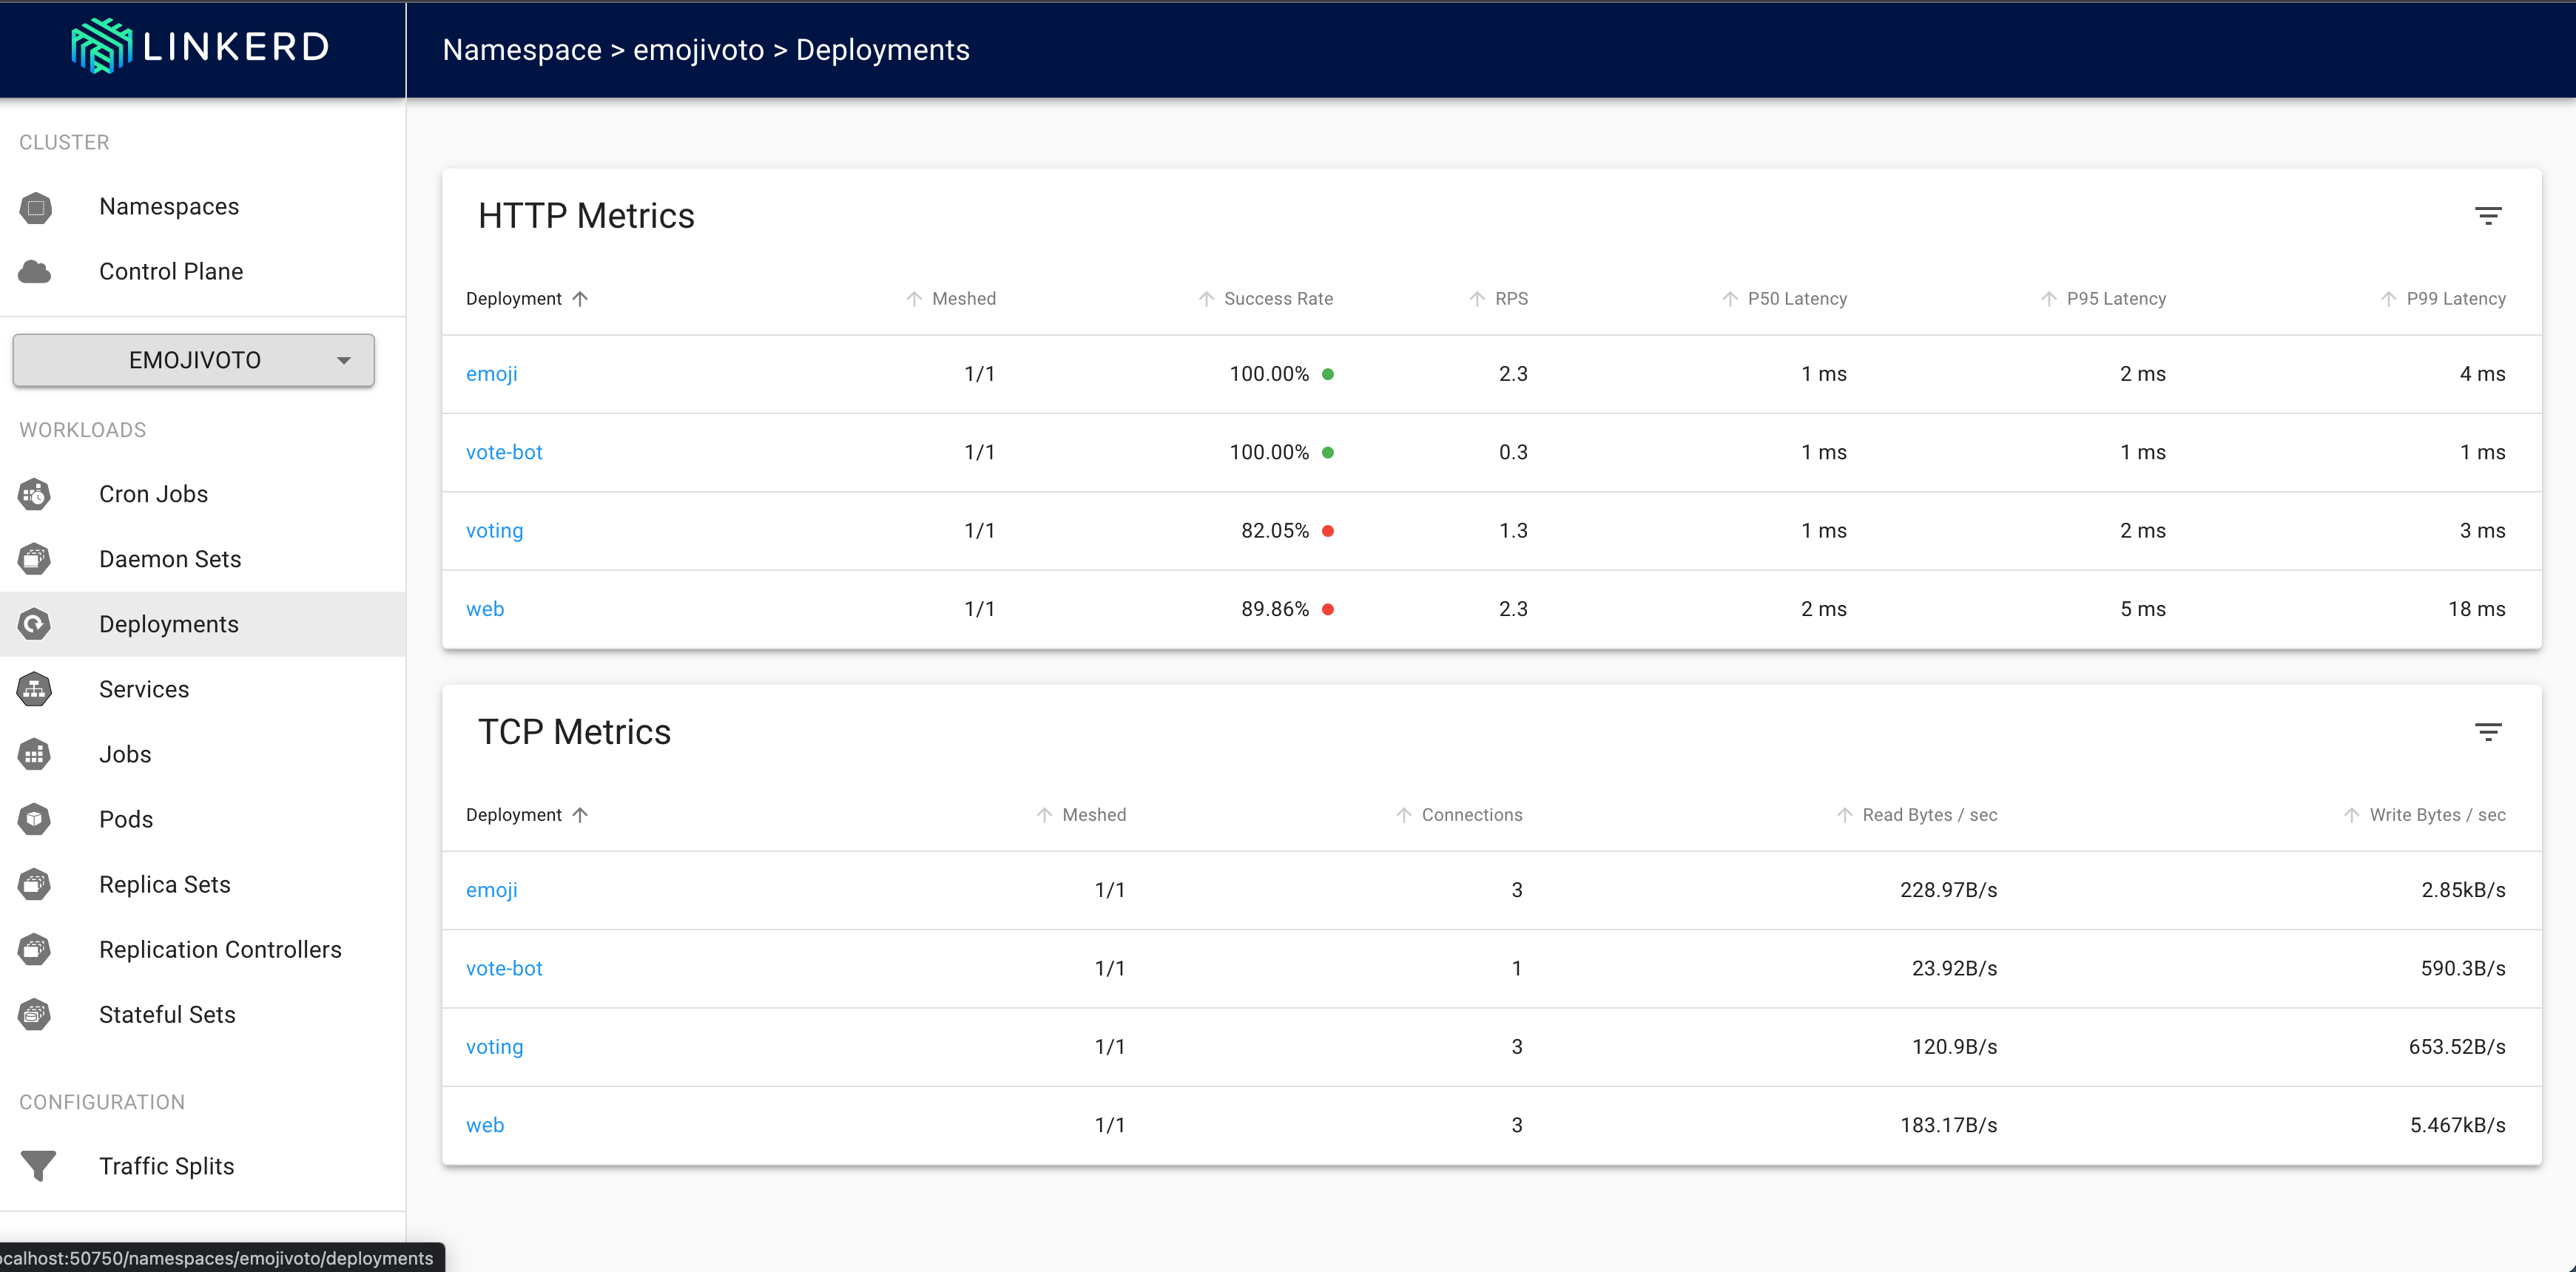 LINKERD
Namespace > emojivoto > Deployments
CLUSTER
Namespaces
Control Plane
EMOJIVOTO
WORKLOADS
Cron Jobs
Daemon Sets
Deployments
Services
Jobs
Pods
Replica Sets
Replication Controllers
Stateful Sets
CONFIGURATION
Traffic Splits
HTTP Metrics
Deployment Meshed Success Rate RPS P50 Latency P95 Latency P99 Latency
emoji 1/1 100.00% 2.3 1 ms 2 ms 4 ms
vote-bot 1/1 100.00% 0.3 1 ms 1 ms 1 ms
voting 1/1 82.05% 1.3 1 ms 2 ms 3 ms
web 1/1 89.86% 2.3 2 ms 5 ms 18 ms
TCP Metrics
Deployment Meshed Connections Read Bytes / sec Write Bytes / sec
emoji 1/1 3 228.97B/s 2.85kB/s
vote-bot 1/1 1 23.92B/s 590.3B/s
voting 1/1 3 120.9B/s 653.52B/s
web 1/1 3 183.17B/s 5.467kB/s
ocalhost:50750/namespaces/emojivoto/deployments